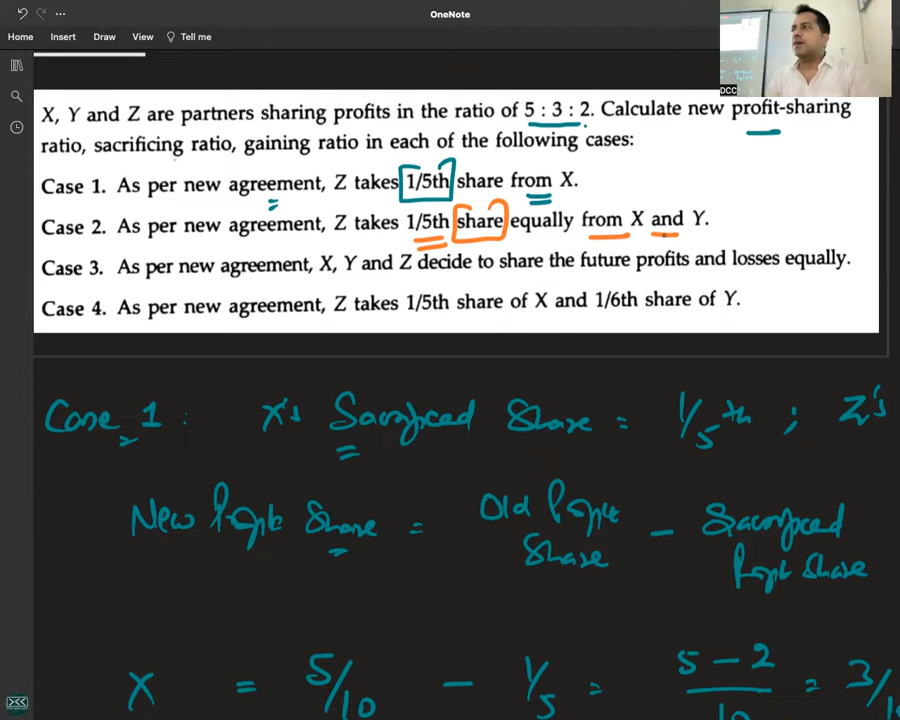 OneNote
Home Insert Draw View Tell me
DCC
X, Y and Z are partners sharing profits in the ratio of 5 : 3 : 2. Calculate new profit-sharing
ratio, sacrificing ratio, gaining ratio in each of the following cases:
Case 1. As per new agreement, Z takes 1/5th share from X.
Case 2. As per new agreement, Z takes 1/5th share equally from X and Y.
Case 3. As per new agreement, X, Y and Z decide to share the future profits and losses equally.
Case 4. As per new agreement, Z takes 1/5th share of X and 1/6th share of Y.
Case 1 : X's Sacrificed Share = 1/5th ; Z's
New Profit Share = Old Profit Share - Sacrificed Profit Share
X = 5/10 - 1/5 = 5-2/10 = 3/10